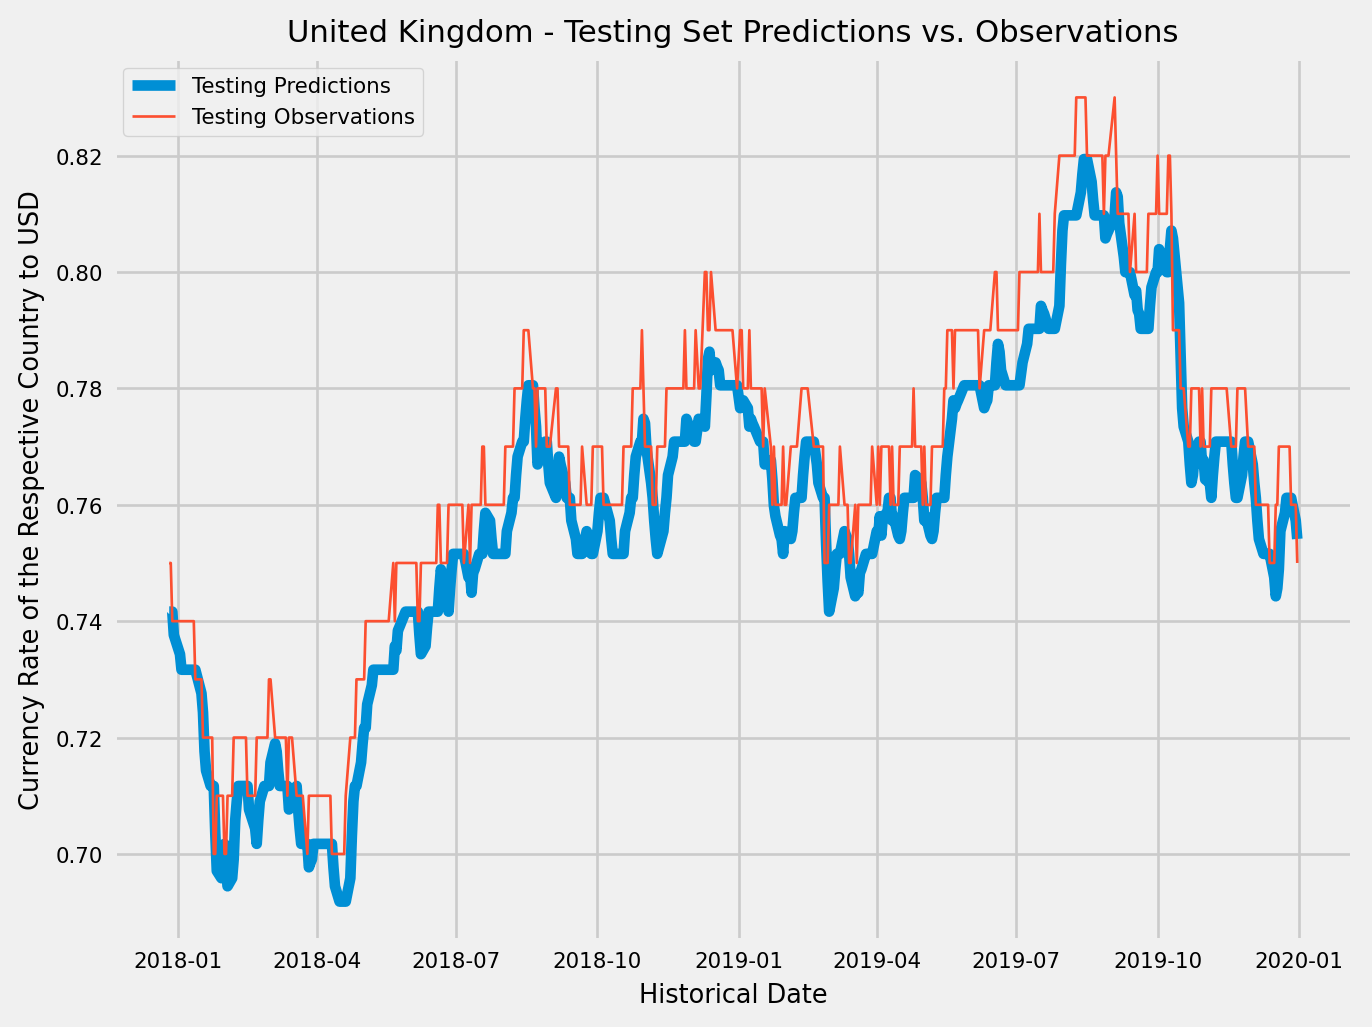 United Kingdom - Testing Set Predictions vs. Observations
Testing Predictions
Testing Observations
Currency Rate of the Respective Country to USD
0.82
0.80
0.78
0.76
0.74
0.72
0.70
2018-01 2018-04 2018-07 2018-10 2019-01 2019-04 2019-07 2019-10 2020-01
Historical Date